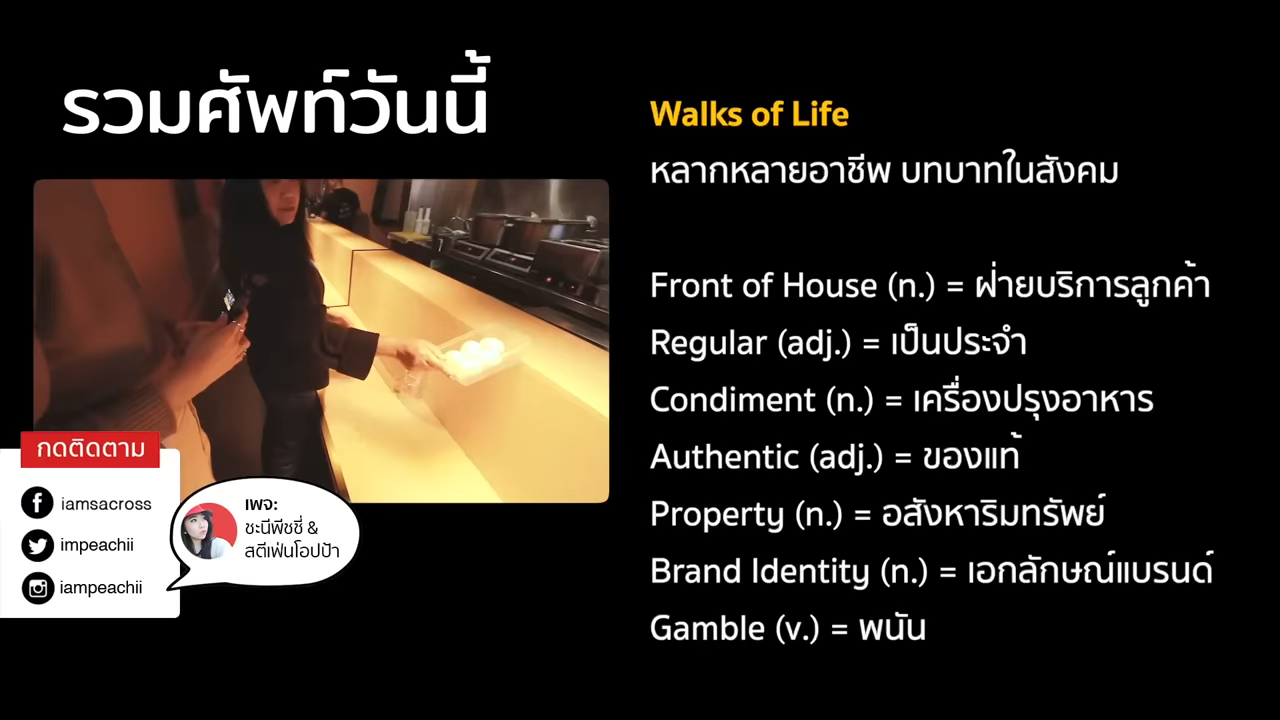 รวมศัพท์วันนี้
Walks of Life
หลากหลายอาชีพ บทบาทในสังคม
Front of House (n.) = ฝ่ายบริการลูกค้า
Regular (adj.) = เป็นประจำ
Condiment (n.) = เครื่องปรุงอาหาร
Authentic (adj.) = ของแท้
Property (n.) = อสังหาริมทรัพย์
Brand Identity (n.) = เอกลักษณ์แบรนด์
Gamble (v.) = พนัน
กดติดตาม
iamsacross
impeachii
iampeachii
เพจ:
ชะนีพีชชี่ &
สตีเฟ่นโอปป้า